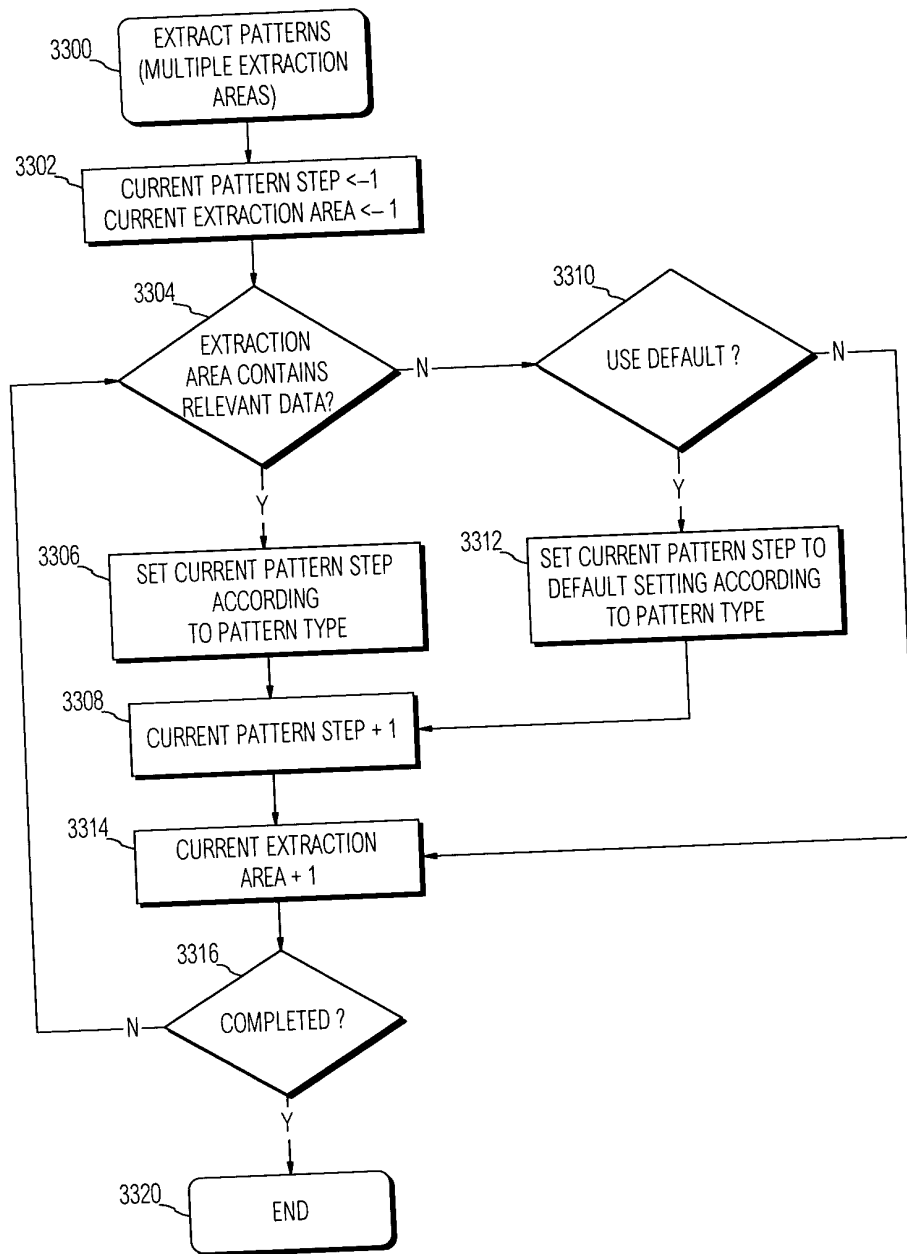 3300
EXTRACT PATTERNS
(MULTIPLE EXTRACTION
AREAS)
3302
CURRENT PATTERN STEP <–1
CURRENT EXTRACTION AREA <– 1
3304
EXTRACTION
AREA CONTAINS
RELEVANT DATA?
N
3310
USE DEFAULT ?
N
Y
Y
3306
SET CURRENT PATTERN STEP
ACCORDING
TO PATTERN TYPE
3312
SET CURRENT PATTERN STEP TO
DEFAULT SETTING ACCORDING
TO PATTERN TYPE
3308
CURRENT PATTERN STEP + 1
3314
CURRENT EXTRACTION
AREA + 1
3316
COMPLETED ?
N
Y
3320
END